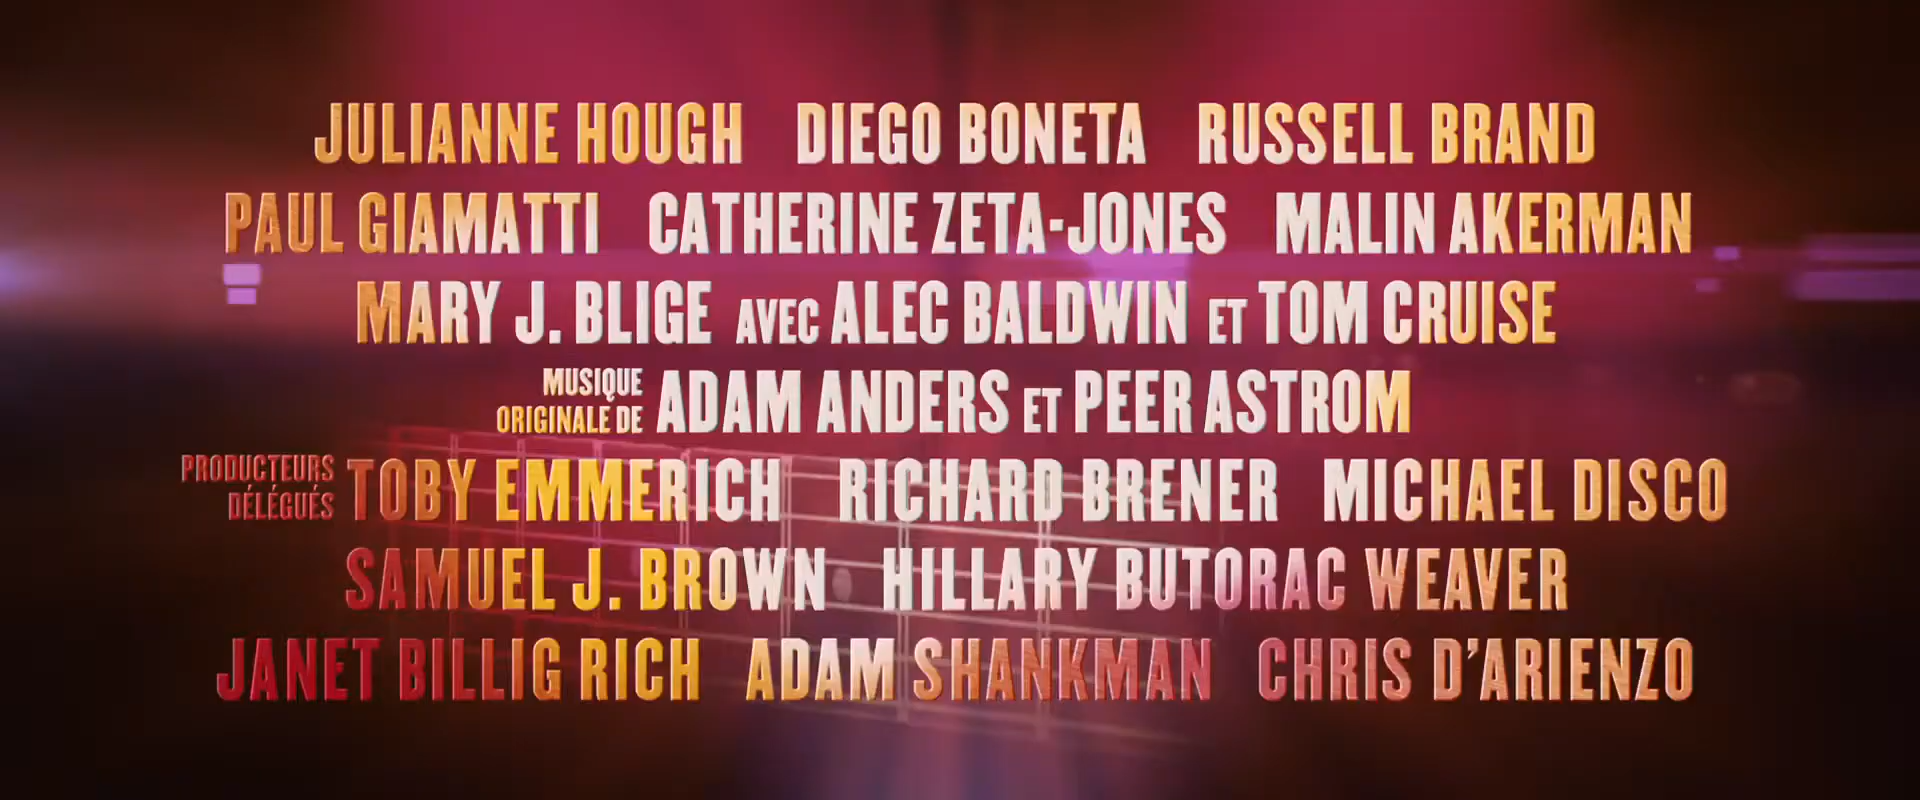 JULIANNE HOUGH DIEGO BONETA RUSSELL BRAND
PAUL GIAMATTI CATHERINE ZETA-JONES MALIN AKERMAN
MARY J. BLIGE AVEC ALEC BALDWIN ET TOM CRUISE
MUSIQUE ORIGINALE DE ADAM ANDERS ET PEER ASTROM
PRODUCTEURS DÉLÉGUÉS TOBY EMMERICH RICHARD BRENER MICHAEL DISCO
SAMUEL J. BROWN HILLARY BUTORAC WEAVER
JANET BILLIG RICH ADAM SHANKMAN CHRIS D'ARIENZO